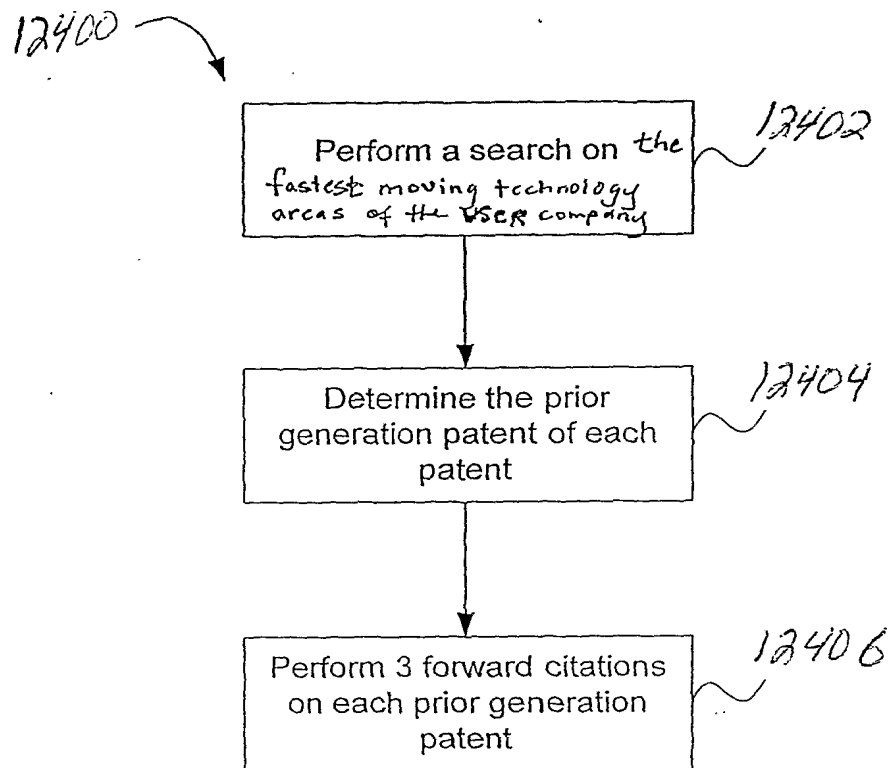 12400
12402
Perform a search on the
fastest moving technology
areas of the USER company
12404
Determine the prior
generation patent of each
patent
12406
Perform 3 forward citations
on each prior generation
patent